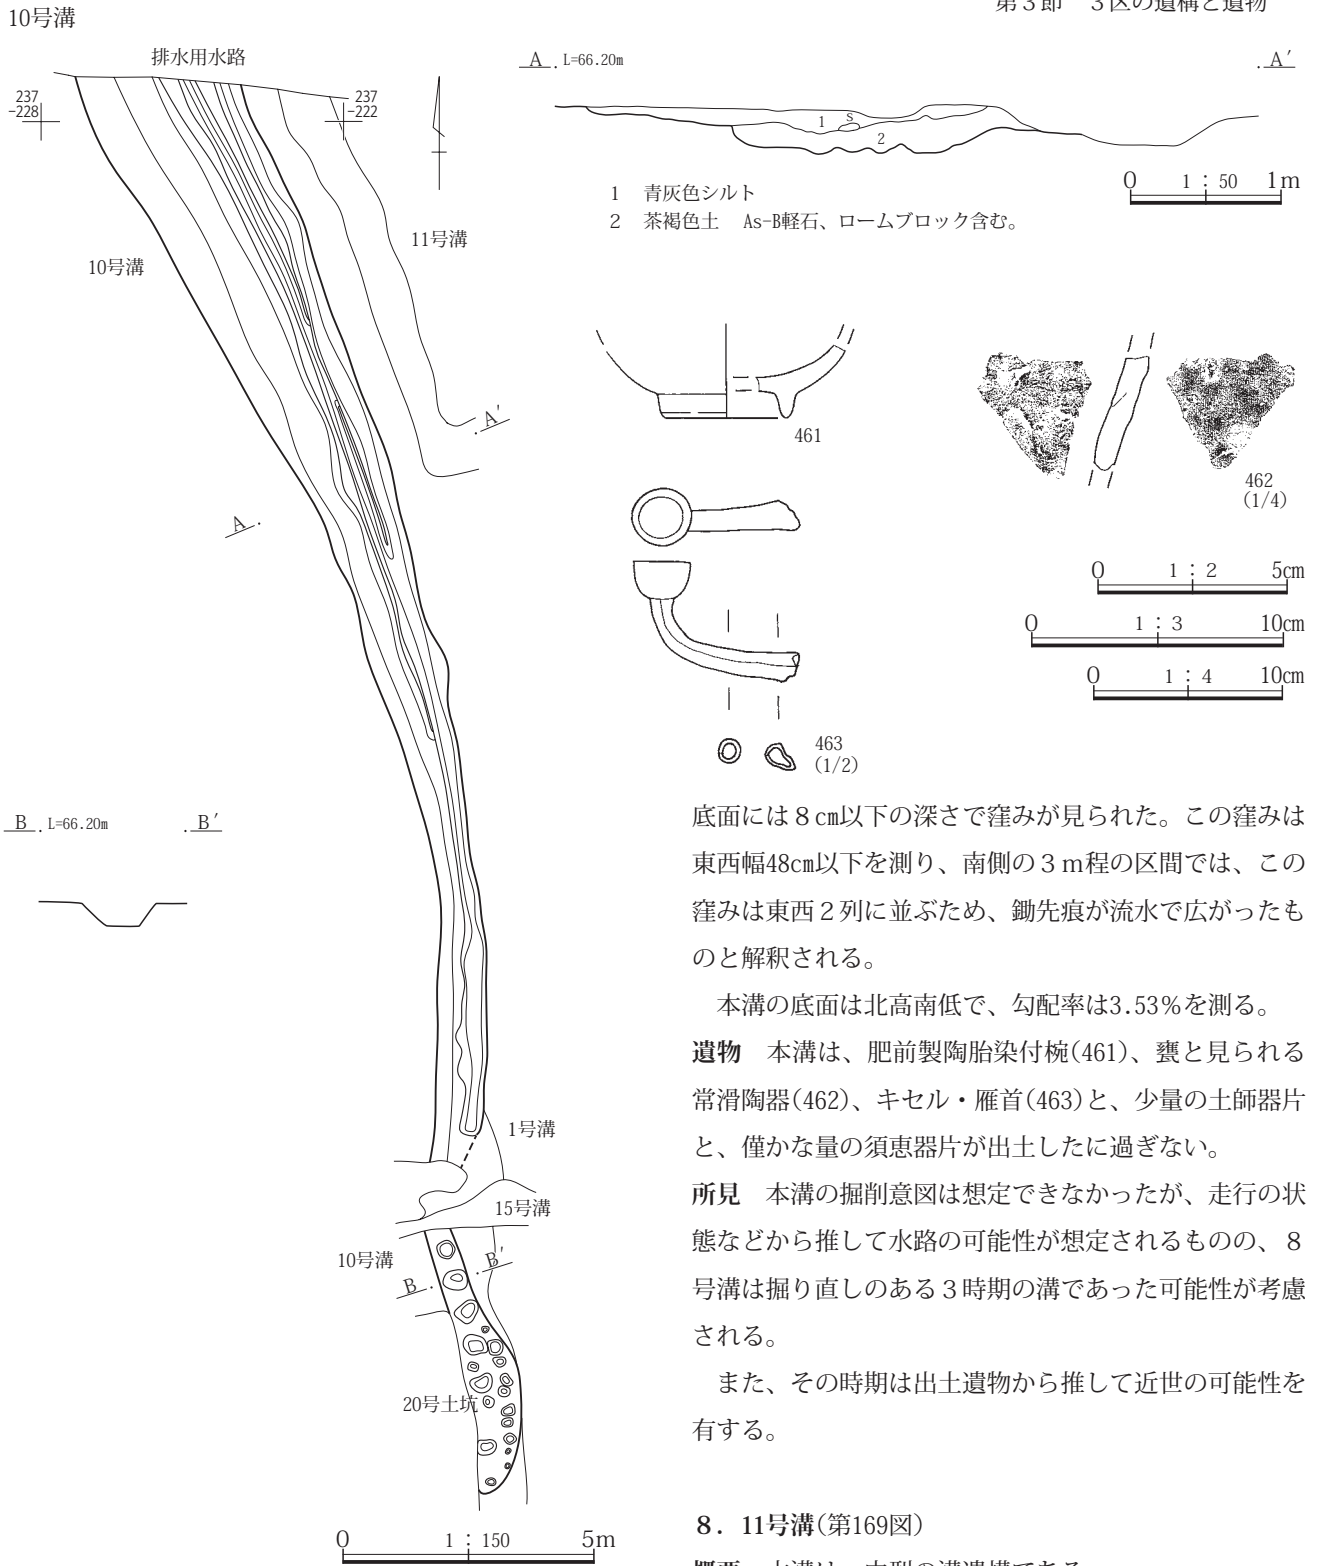 第３節　３区の遺構と遺物
10号溝
排水用水路
237
-228
237
-222
10号溝
11号溝
A′
A
B L=66.20m B′
1号溝
15号溝
10号溝
B
B′
20号土坑
0 1 : 150 5m
A L=66.20m A′
1
S
2
1　青灰色シルト
2　茶褐色土　As-B軽石、ロームブロック含む。
0 1 : 50 1m
461
462
(1/4)
463
(1/2)
0 1 : 2 5cm
0 1 : 3 10cm
0 1 : 4 10cm
底面には８㎝以下の深さで窪みが見られた。この窪みは
東西幅48㎝以下を測り、南側の３ｍ程の区間では、この
窪みは東西２列に並ぶため、鋤先痕が流水で広がったも
のと解釈される。
　本溝の底面は北高南低で、勾配率は3.53％を測る。
遺物　本溝は、肥前製陶胎染付椀(461)、甕と見られる
常滑陶器(462)、キセル・雁首(463)と、少量の土師器片
と、僅かな量の須恵器片が出土したに過ぎない。
所見　本溝の掘削意図は想定できなかったが、走行の状
態などから推して水路の可能性が想定されるものの、８
号溝は掘り直しのある３時期の溝であった可能性が考慮
される。
　また、その時期は出土遺物から推して近世の可能性を
有する。
８．11号溝(第169図)